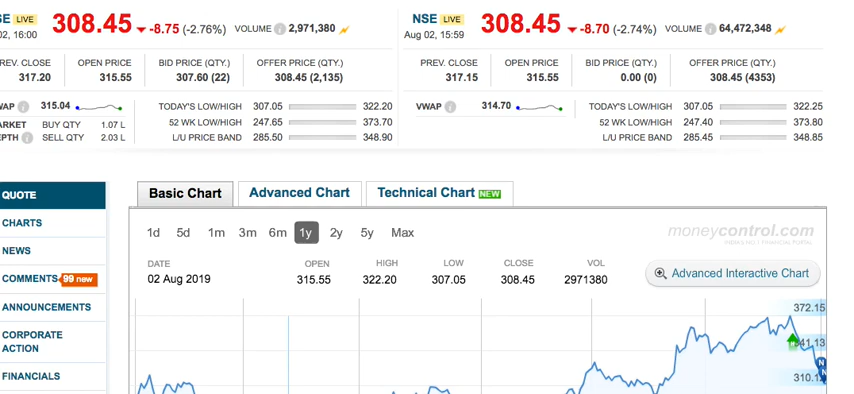 SE LIVE 308.45 -8.75 (-2.76%) VOLUME i 2,971,380
02, 16:00
REV. CLOSE OPEN PRICE BID PRICE (QTY.) OFFER PRICE (QTY.)
317.20 315.55 307.60 (22) 308.45 (2,135)
WAP i 315.04 TODAY'S LOW/HIGH 307.05 322.20
ARKET BUY QTY 1.07 L 52 WK LOW/HIGH 247.65 373.70
EPTH i SELL QTY 2.03 L L/U PRICE BAND 285.50 348.90
NSE LIVE 308.45 -8.70 (-2.74%) VOLUME i 64,472,348
Aug 02, 15:59
PREV. CLOSE OPEN PRICE BID PRICE (QTY.) OFFER PRICE (QTY.)
317.15 315.55 0.00 (0) 308.45 (4353)
VWAP i 314.70 TODAY'S LOW/HIGH 307.05 322.25
52 WK LOW/HIGH 247.40 373.80
L/U PRICE BAND 285.45 348.85
QUOTE
CHARTS
NEWS
COMMENTS 99 new
ANNOUNCEMENTS
CORPORATE
ACTION
FINANCIALS
Basic Chart Advanced Chart Technical Chart NEW
1d 5d 1m 3m 6m 1y 2y 5y Max
moneycontrol.com
INDIA'S NO. 1 FINANCIAL PORTAL
DATE OPEN HIGH LOW CLOSE VOL
02 Aug 2019 315.55 322.20 307.05 308.45 2971380
Advanced Interactive Chart
372.15
341.13
310.1
N
N